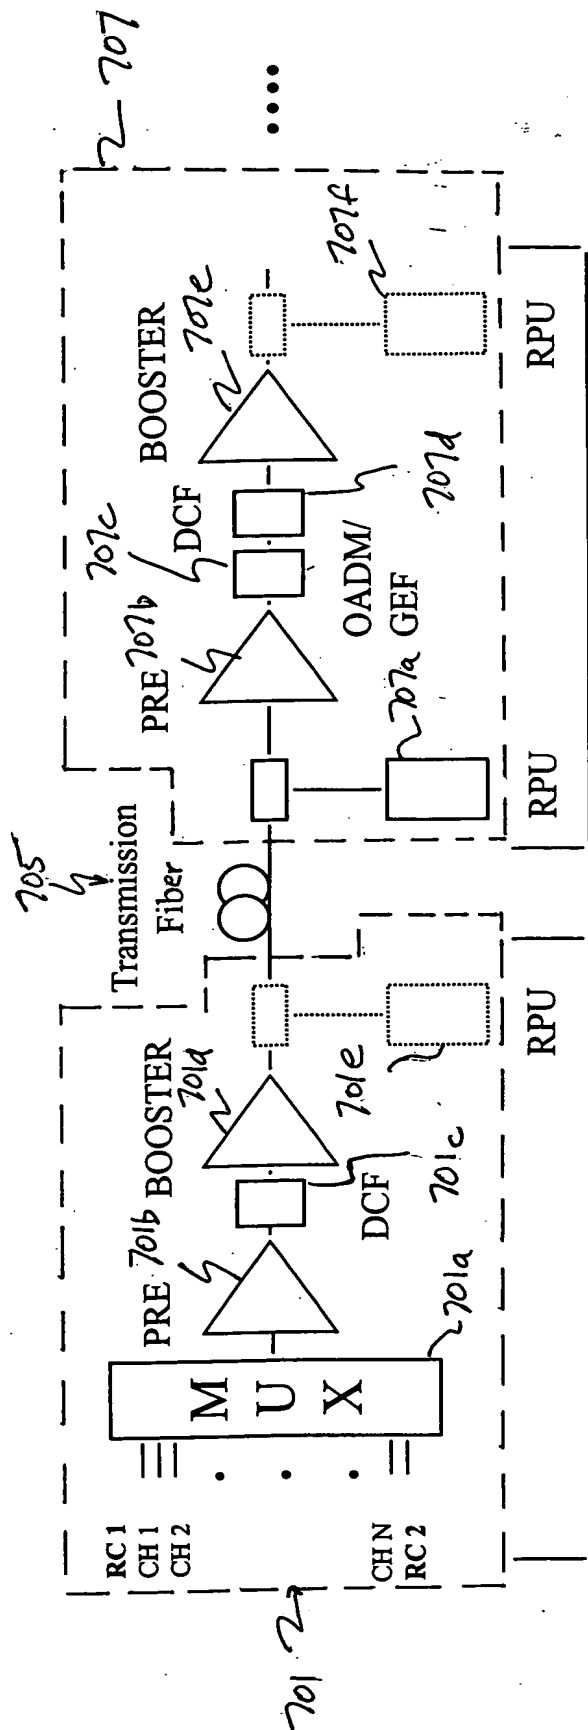 701
RC 1
CH 1
CH 2
CH N
RC 2
MUX
701a
PRE
701b
DCF
701c
BOOSTER
701d
701e
RPU
705
Transmission
Fiber
707
RPU
707a
PRE
707b
707c
OADM/
GEF
DCF
707d
BOOSTER
707e
707f
RPU